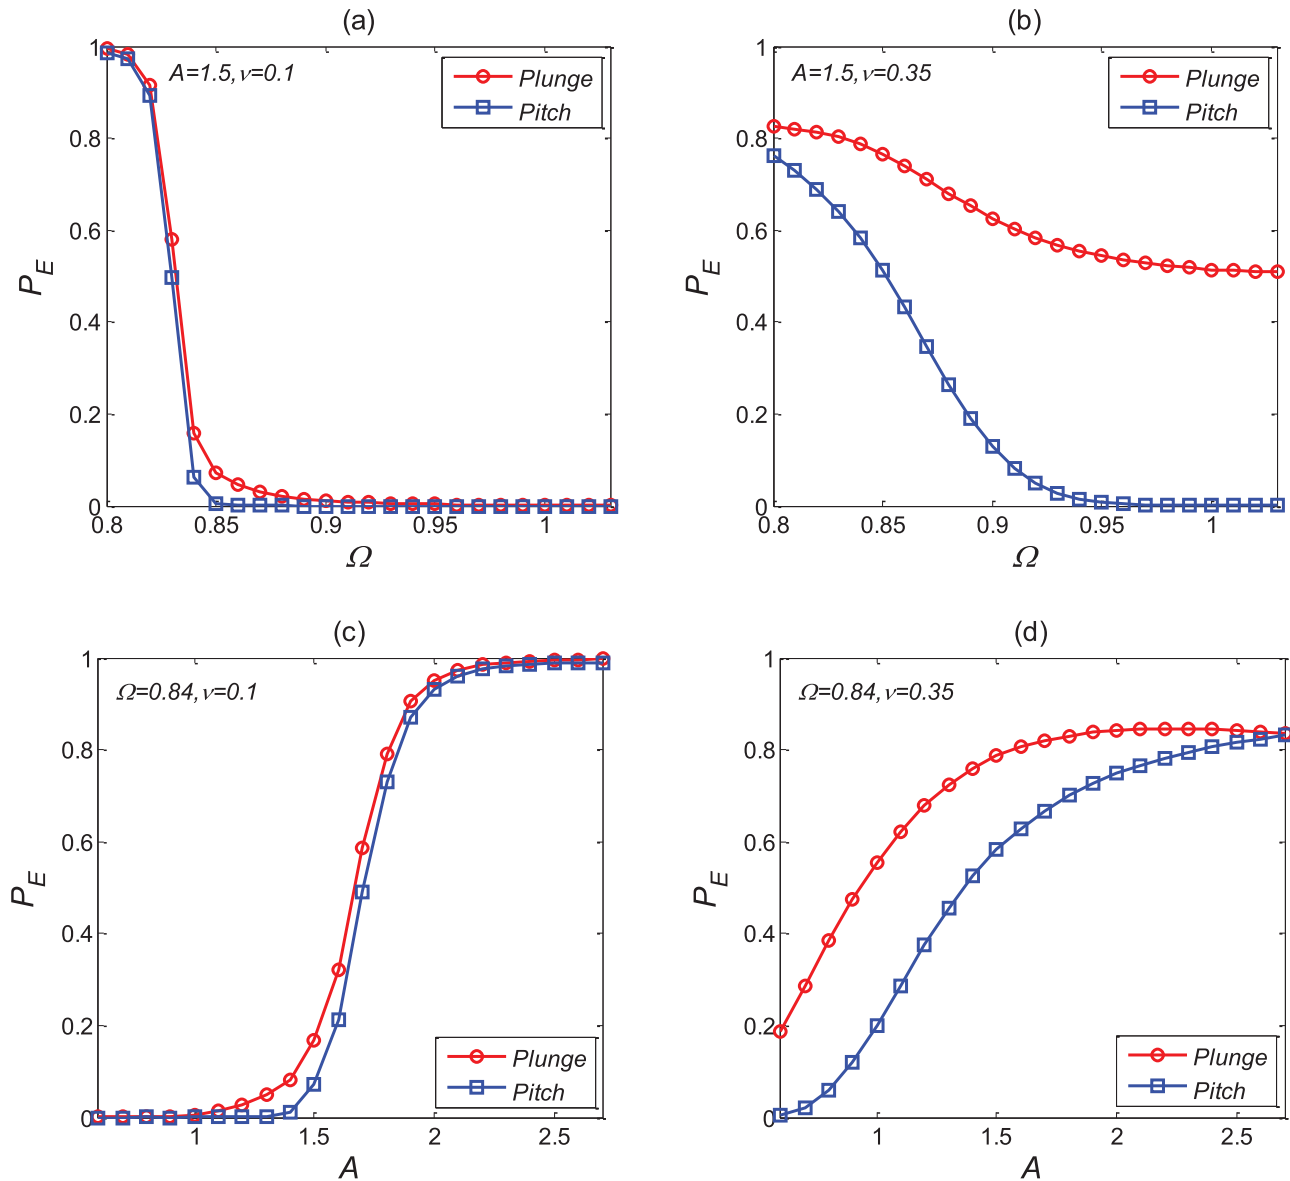 (a)
A=1.5, ν=0.1
Plunge
Pitch
1
0.8
0.6
0.4
0.2
0
P_E
0.8 0.85 0.9 0.95 1
Ω
(b)
A=1.5, ν=0.35
Plunge
Pitch
1
0.8
0.6
0.4
0.2
0
P_E
0.8 0.85 0.9 0.95 1
Ω
(c)
Ω=0.84, ν=0.1
1
0.8
0.6
0.4
0.2
0
P_E
Plunge
Pitch
1 1.5 2 2.5
A
(d)
Ω=0.84, ν=0.35
1
0.8
0.6
0.4
0.2
0
P_E
Plunge
Pitch
1 1.5 2 2.5
A